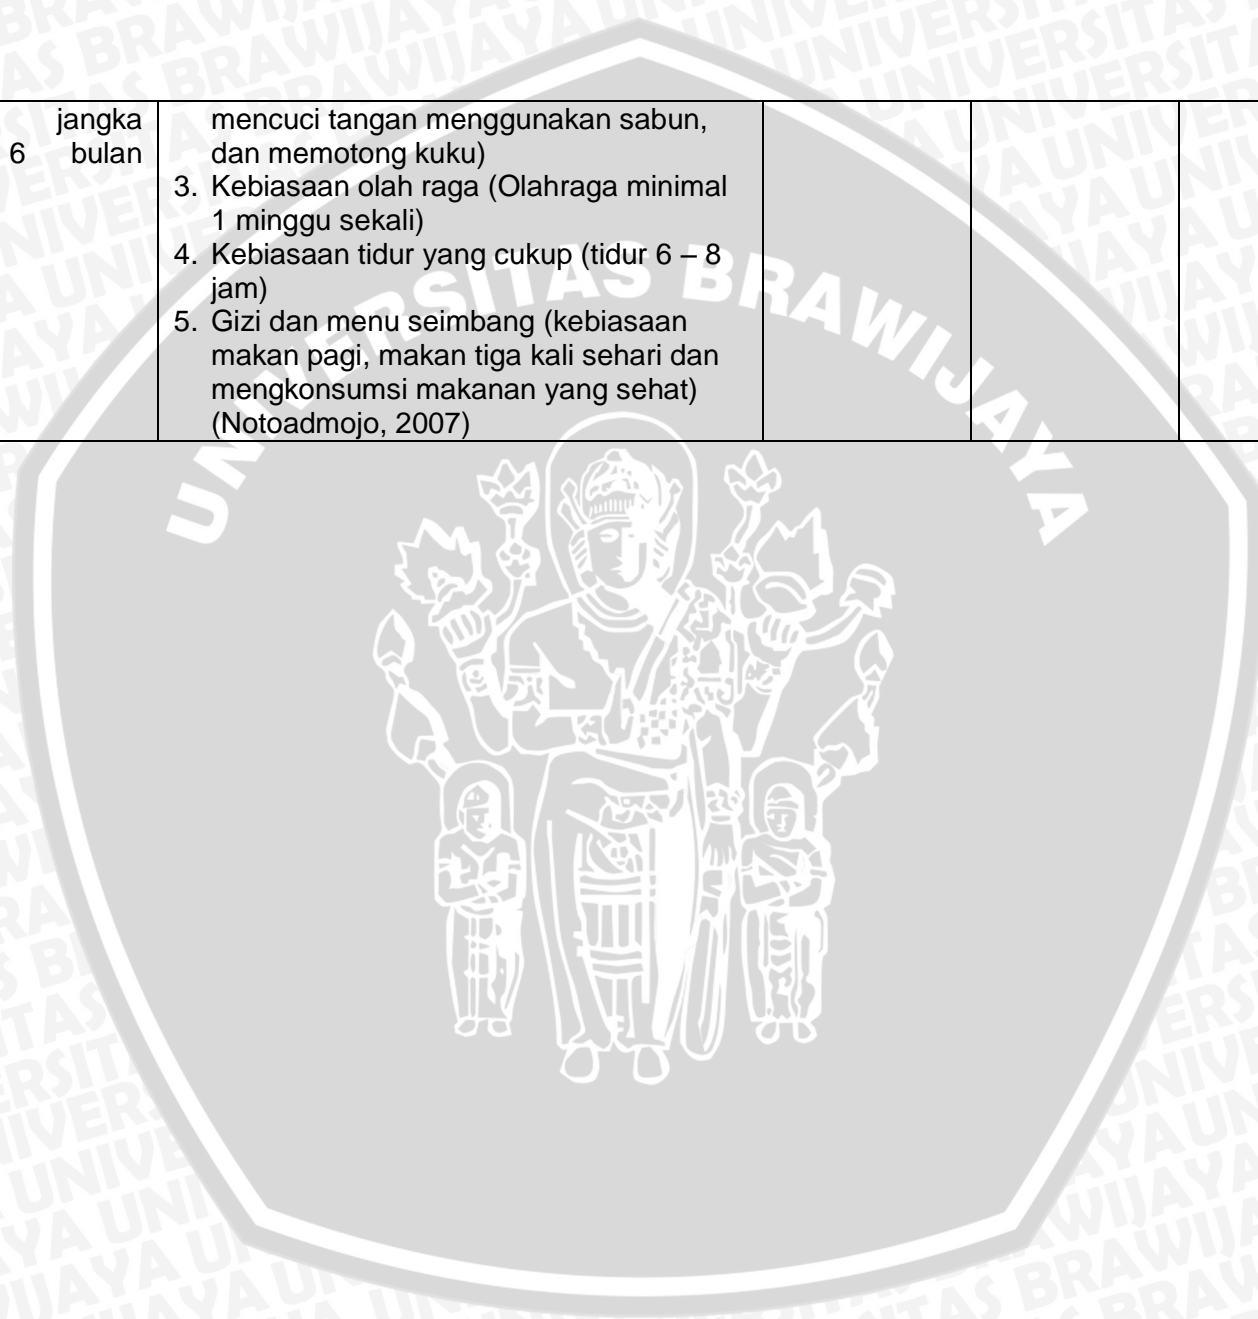 jangka
6 bulan
mencuci tangan menggunakan sabun,
dan memotong kuku)
3. Kebiasaan olah raga (Olahraga minimal
1 minggu sekali)
4. Kebiasaan tidur yang cukup (tidur 6 – 8
jam)
5. Gizi dan menu seimbang (kebiasaan
makan pagi, makan tiga kali sehari dan
mengkonsumsi makanan yang sehat)
(Notoadmojo, 2007)
UNIVERSITAS BRAWIJAYA